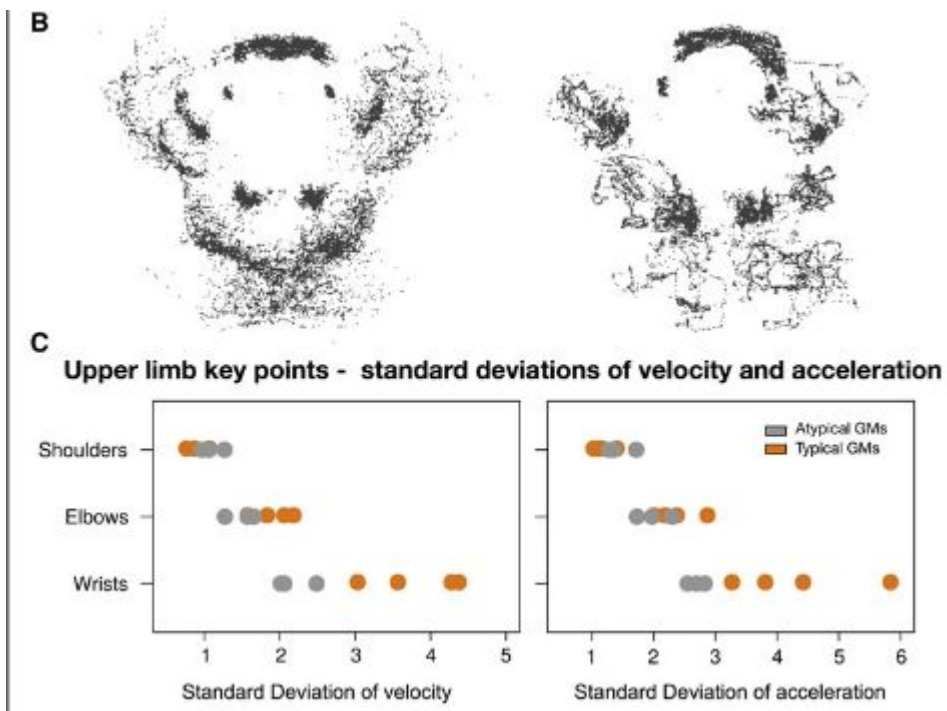 B
C
Upper limb key points - standard deviations of velocity and acceleration
Shoulders
Elbows
Wrists
Atypical GMs
Typical GMs
1 2 3 4 5
1 2 3 4 5 6
Standard Deviation of velocity
Standard Deviation of acceleration